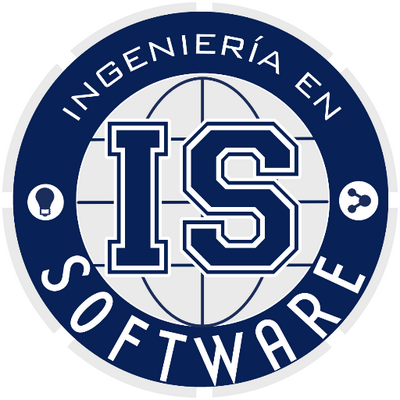 INGENIERÍA EN
IS
SOFTWARE